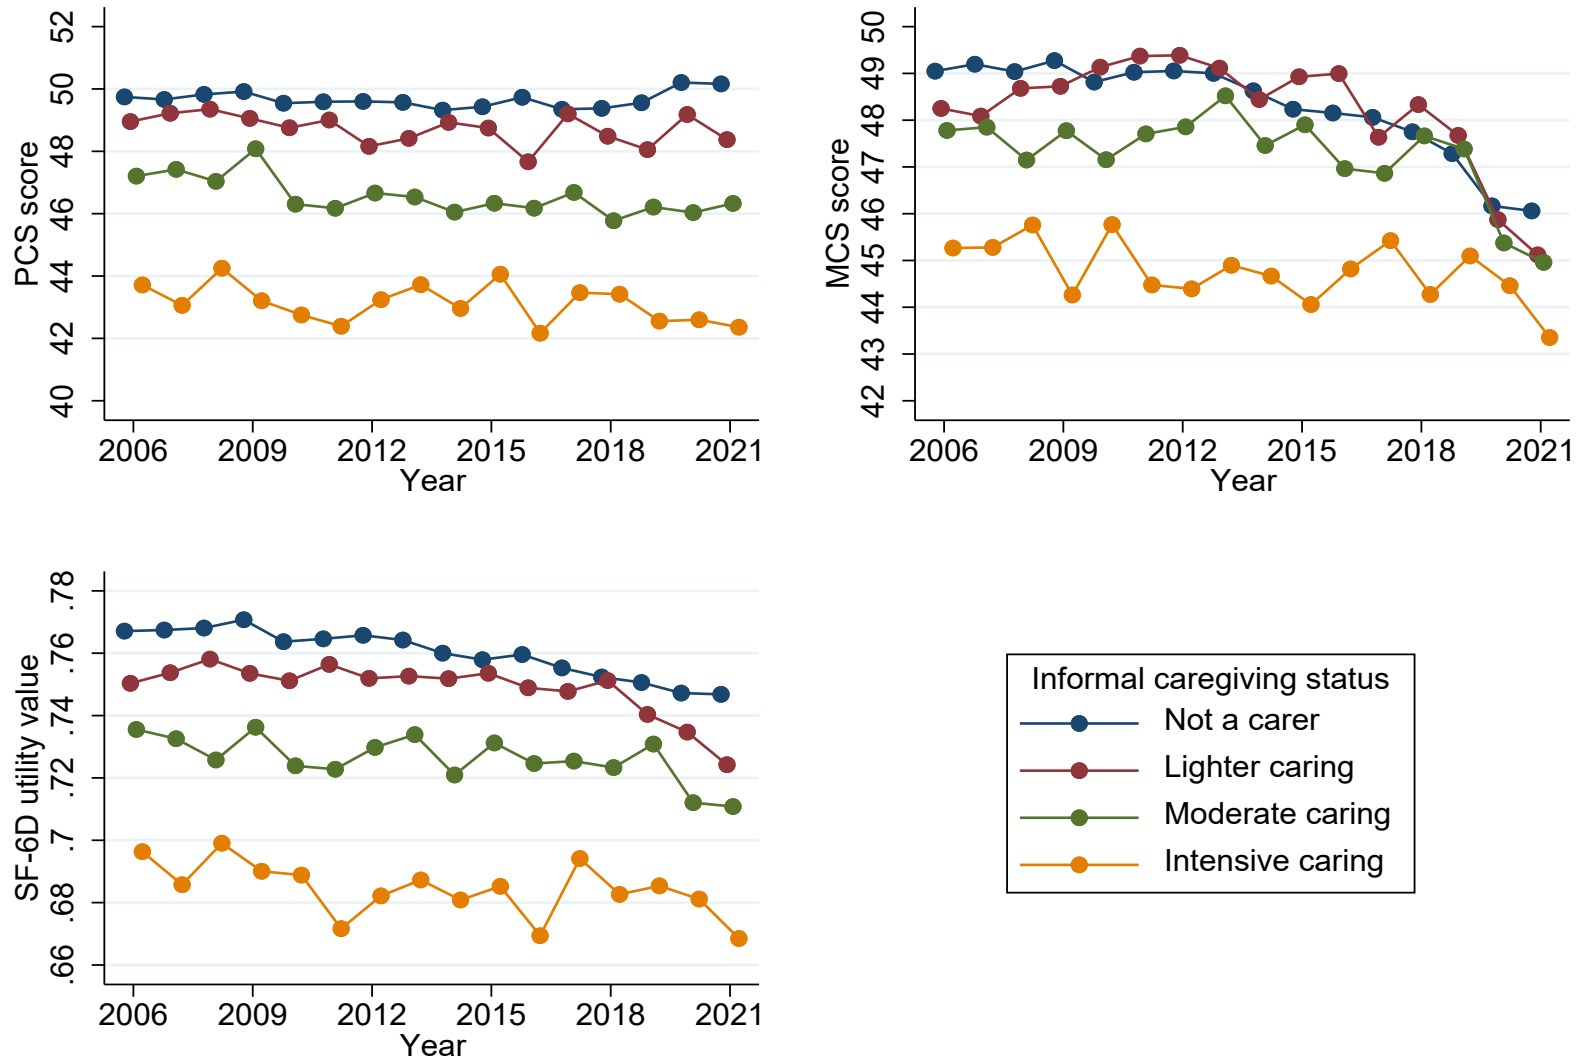 PCS score
52
50
48
46
44
42
40
2006 2009 2012 2015 2018 2021
Year
MCS score
50
49
48
47
46
45
44
43
42
2006 2009 2012 2015 2018 2021
Year
SF-6D utility value
.78
.76
.74
.72
.7
.68
.66
2006 2009 2012 2015 2018 2021
Year
Informal caregiving status
Not a carer
Lighter caring
Moderate caring
Intensive caring